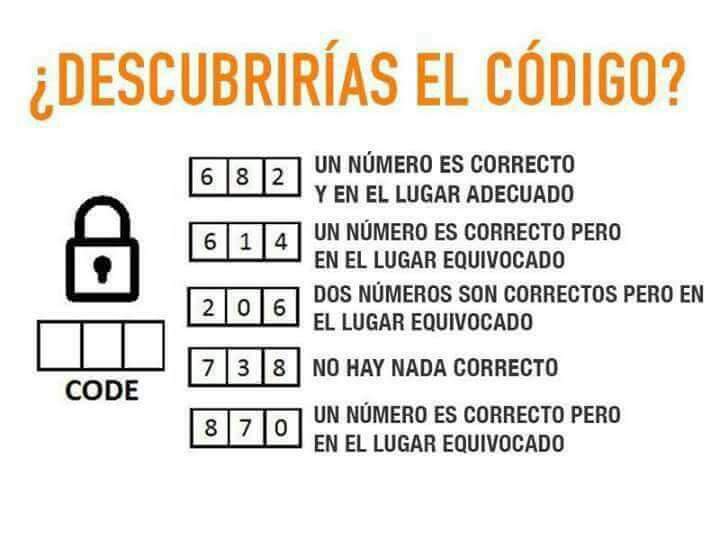 ¿DESCUBRIRÍAS EL CÓDIGO?
6 8 2 UN NÚMERO ES CORRECTO
Y EN EL LUGAR ADECUADO
6 1 4 UN NÚMERO ES CORRECTO PERO
EN EL LUGAR EQUIVOCADO
2 0 6 DOS NÚMEROS SON CORRECTOS PERO EN
EL LUGAR EQUIVOCADO
7 3 8 NO HAY NADA CORRECTO
CODE
8 7 0 UN NÚMERO ES CORRECTO PERO
EN EL LUGAR EQUIVOCADO